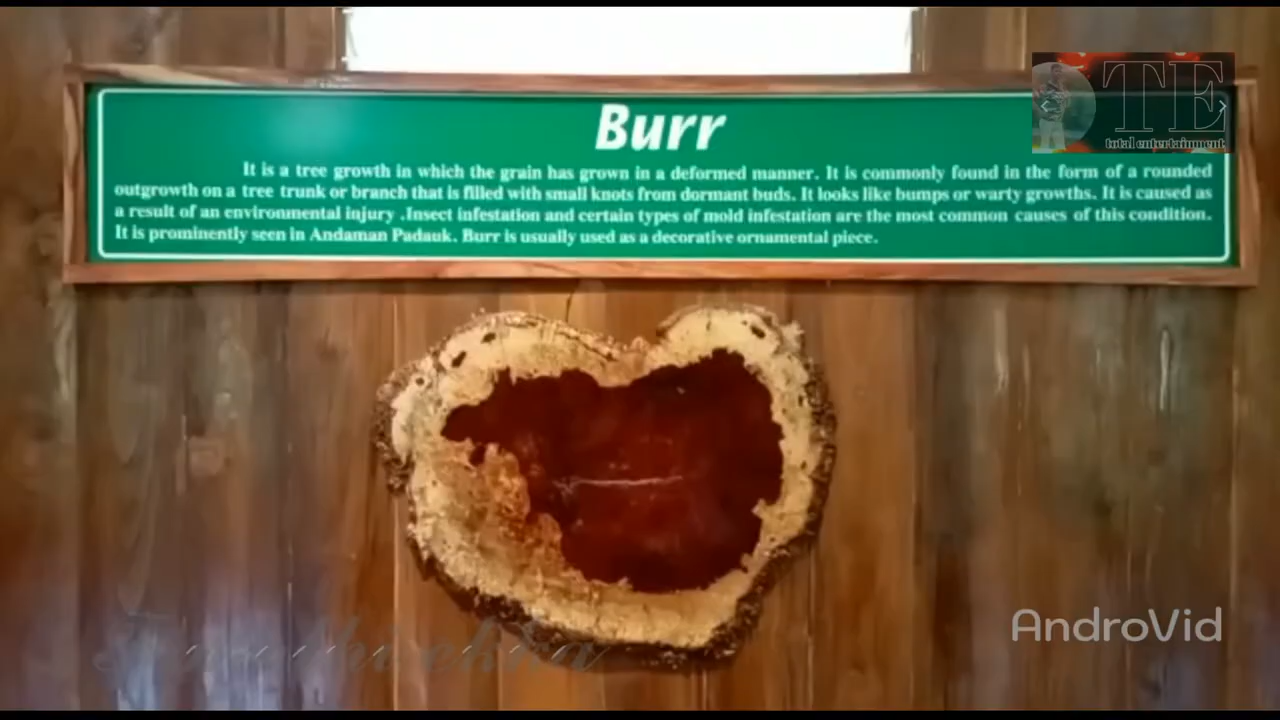 TE
total entertainment
Burr
It is a tree growth in which the grain has grown in a deformed manner. It is commonly found in the form of a rounded
outgrowth on a tree trunk or branch that is filled with small knots from dormant buds. It looks like bumps or warty growths. It is caused as
a result of an environmental injury .Insect infestation and certain types of mold infestation are the most common causes of this condition.
It is prominently seen in Andaman Padauk. Burr is usually used as a decorative ornamental piece.
AndroVid